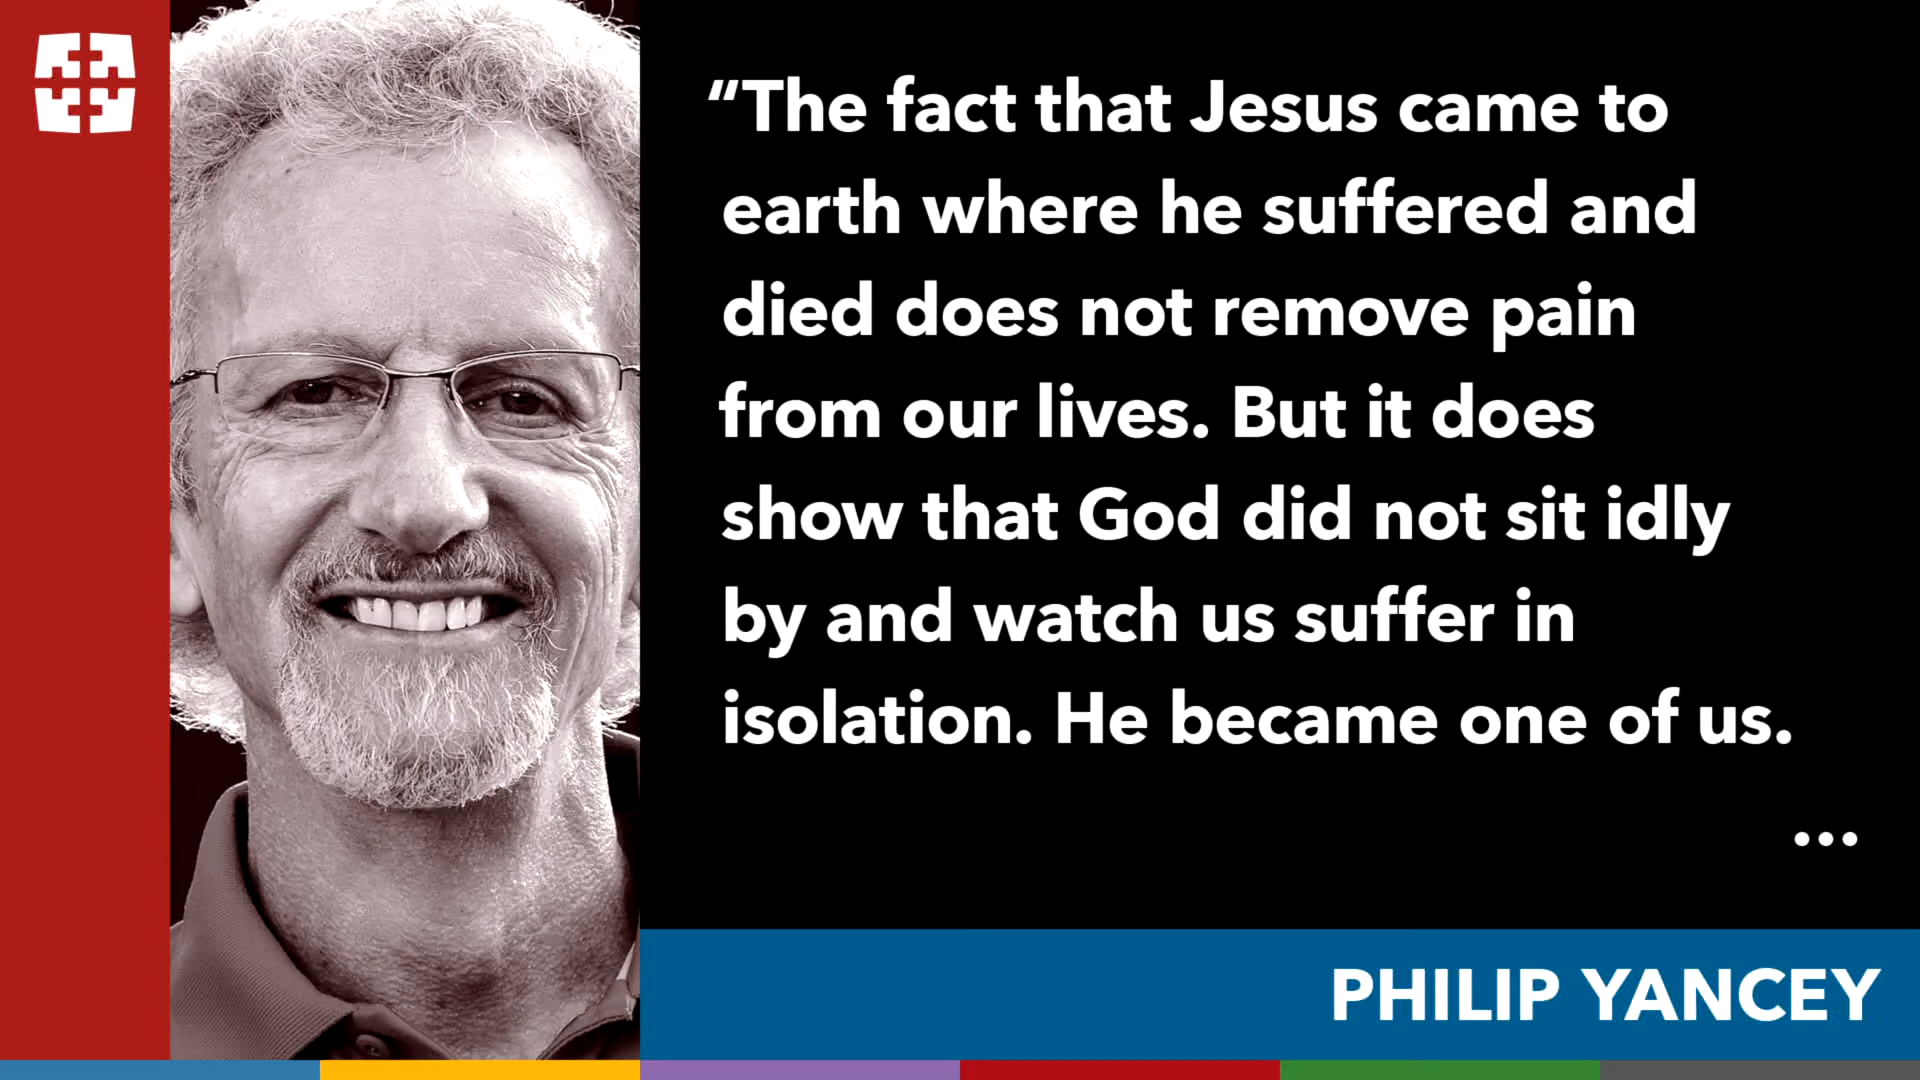 “The fact that Jesus came to
earth where he suffered and
died does not remove pain
from our lives. But it does
show that God did not sit idly
by and watch us suffer in
isolation. He became one of us.
...
PHILIP YANCEY